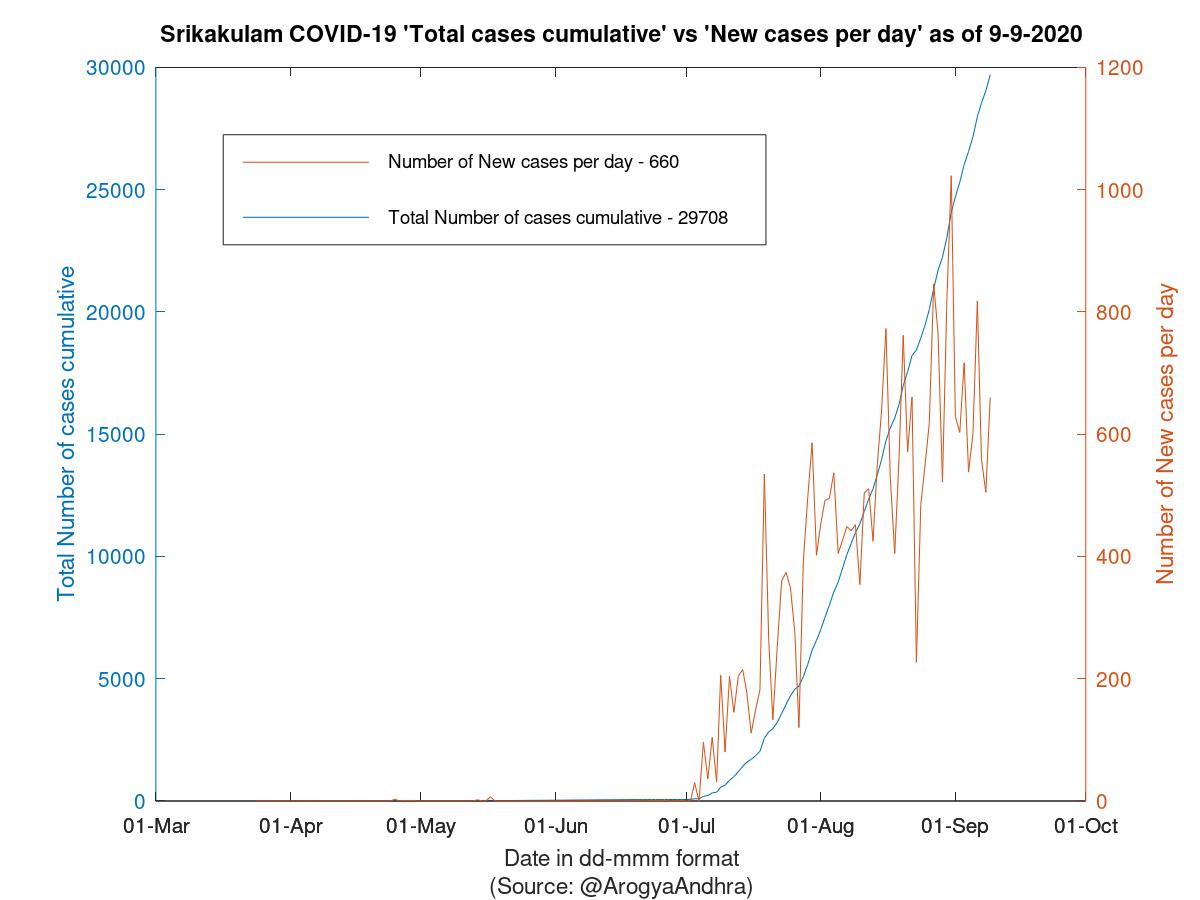 Srikakulam COVID-19 'Total cases cumulative' vs 'New cases per day' as of 9-9-2020
30000
25000
20000
15000
10000
5000
0
Total Number of cases cumulative
Number of New cases per day - 660
Total Number of cases cumulative - 29708
1200
1000
800
600
400
200
0
Number of New cases per day
01-Mar 01-Apr 01-May 01-Jun 01-Jul 01-Aug 01-Sep 01-Oct
Date in dd-mmm format
(Source: @ArogyaAndhra)